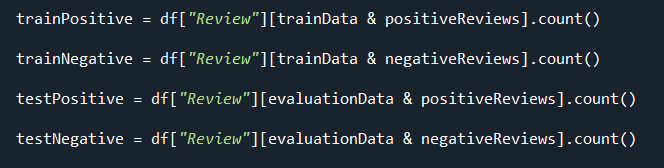 trainPositive = df["Review"][trainData & positiveReviews].count()
trainNegative = df["Review"][trainData & negativeReviews].count()
testPositive = df["Review"][evaluationData & positiveReviews].count()
testNegative = df["Review"][evaluationData & negativeReviews].count()